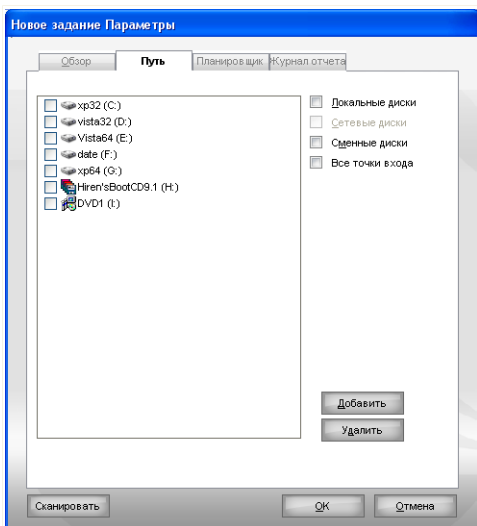 Новое задание Параметры
Обзор Путь Планировщик Журнал отчета
xp32 (C:)
vista32 (D:)
Vista64 (E:)
date (F:)
xp64 (G:)
Hiren'sBootCD9.1 (H:)
DVD1 (I:)
Локальные диски
Сетевые диски
Сменные диски
Все точки входа
Добавить
Удалить
Сканировать OK Отмена